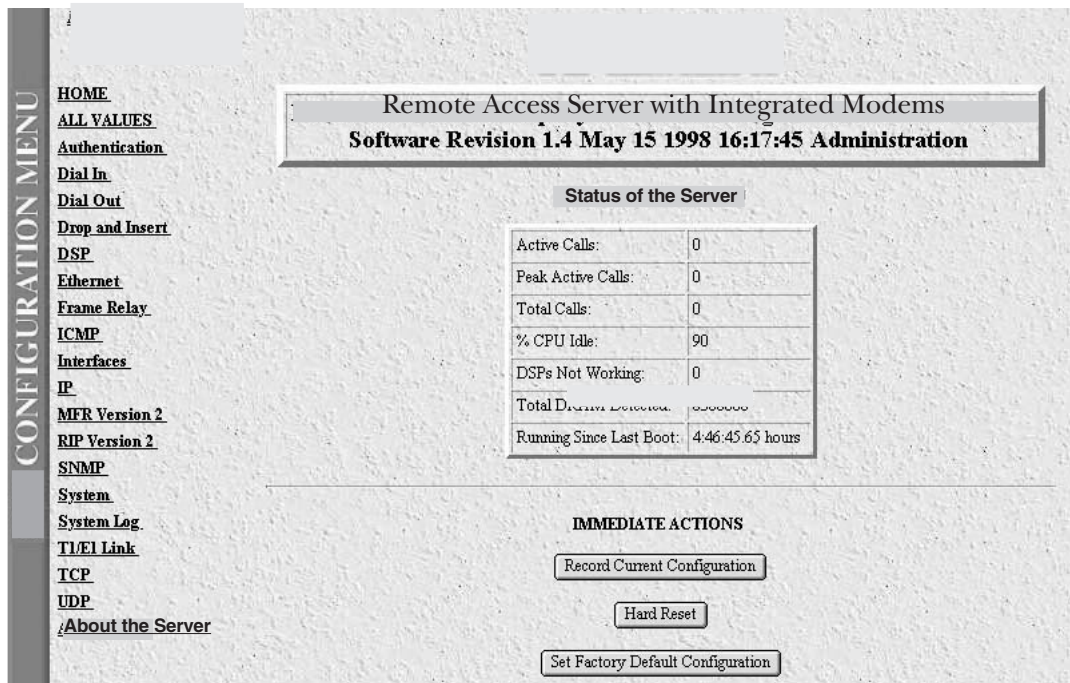 CONFIGURATION MENU
HOME
ALL VALUES
Authentication
Dial In
Dial Out
Drop and Insert
DSP
Ethernet
Frame Relay
ICMP
Interfaces
IP
MFR Version 2
RIP Version 2
SNMP
System
System Log
T1/E1 Link
TCP
UDP
About the Server
Remote Access Server with Integrated Modems
Software Revision 1.4 May 15 1998 16:17:45 Administration
Status of the Server
Active Calls: 0
Peak Active Calls: 0
Total Calls: 0
% CPU Idle: 90
DSPs Not Working: 0
Total Detected:
Running Since Last Boot: 4:46:45.65 hours
IMMEDIATE ACTIONS
Record Current Configuration
Hard Reset
Set Factory Default Configuration